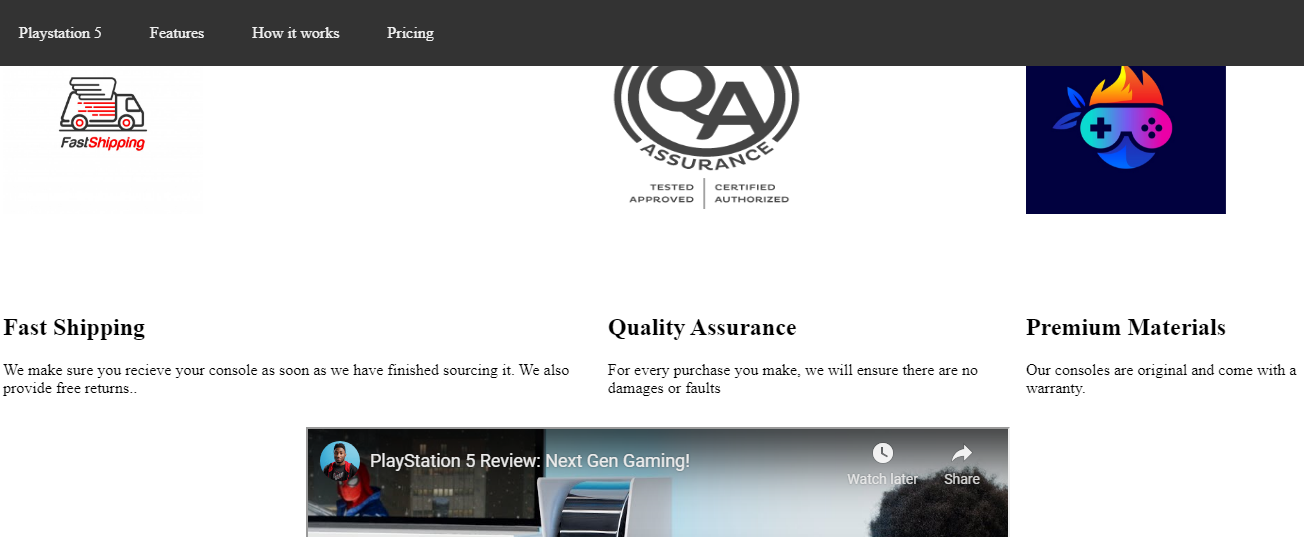 Playstation 5 Features How it works Pricing
FastShipping
QA
ASSURANCE
TESTED CERTIFIED
APPROVED AUTHORIZED
Fast Shipping
We make sure you recieve your console as soon as we have finished sourcing it. We also
provide free returns..
Quality Assurance
For every purchase you make, we will ensure there are no
damages or faults
Premium Materials
Our consoles are original and come with a
warranty.
PlayStation 5 Review: Next Gen Gaming!
Watch later
Share